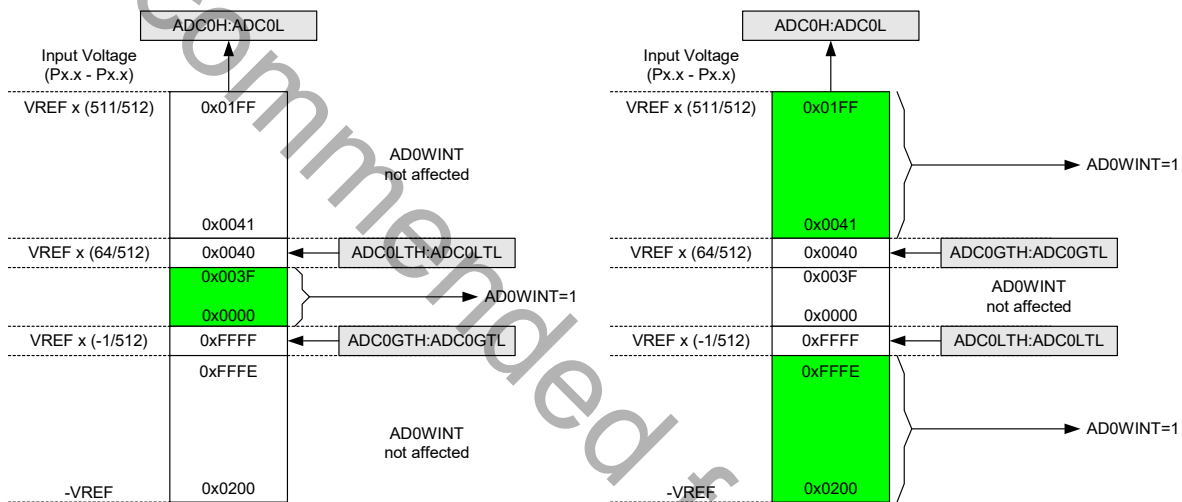 ADC0H:ADC0L
Input Voltage
(Px.x - Px.x)
VREF x (511/512)
0x01FF
AD0WINT
not affected
0x0041
VREF x (64/512)
0x0040
ADC0LTH:ADC0LTL
0x003F
AD0WINT=1
0x0000
VREF x (-1/512)
0xFFFF
ADC0GTH:ADC0GTL
0xFFFE
AD0WINT
not affected
-VREF
0x0200
ADC0H:ADC0L
Input Voltage
(Px.x - Px.x)
VREF x (511/512)
0x01FF
AD0WINT=1
0x0041
VREF x (64/512)
0x0040
ADC0GTH:ADC0GTL
0x003F
AD0WINT
not affected
0x0000
VREF x (-1/512)
0xFFFF
ADC0LTH:ADC0LTL
0xFFFE
AD0WINT=1
-VREF
0x0200
commended f